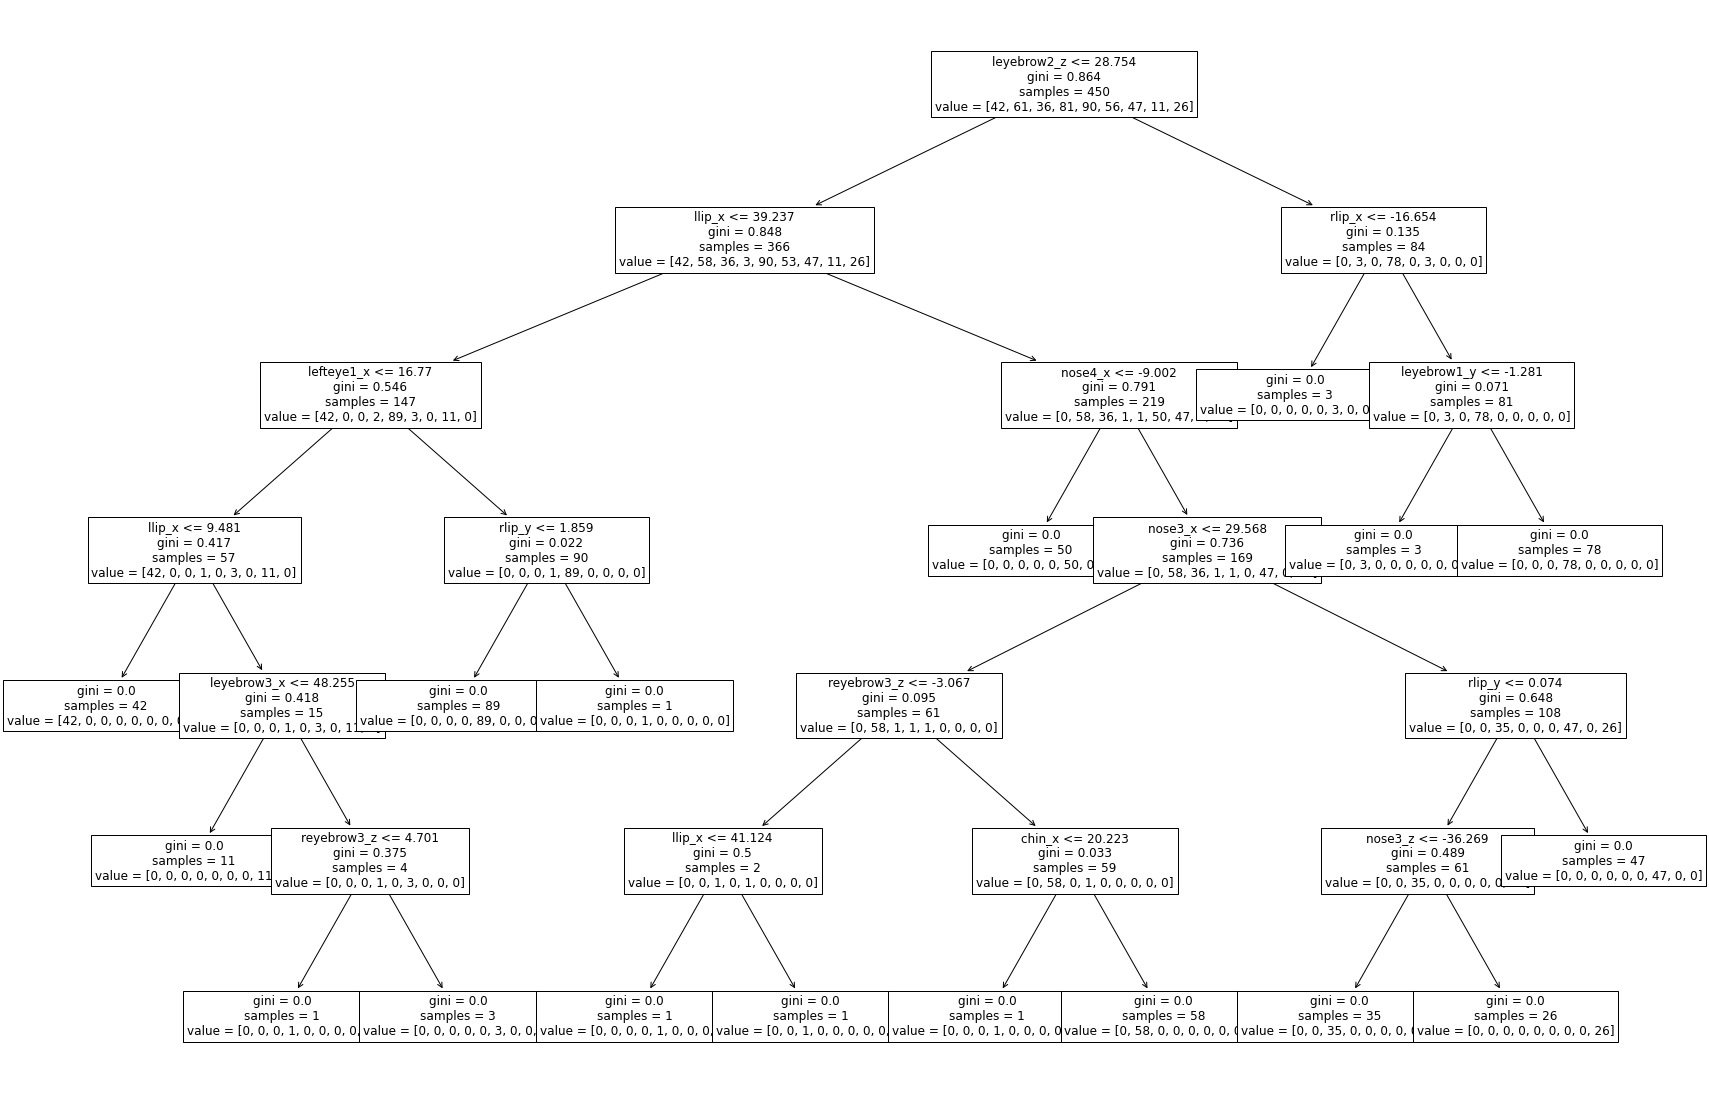 leyebrow2_z <= 28.754
gini = 0.864
samples = 450
value = [42, 61, 36, 81, 90, 56, 47, 11, 26]
llip_x <= 39.237
gini = 0.848
samples = 366
value = [42, 58, 36, 3, 90, 53, 47, 11, 26]
rlip_x <= -16.654
gini = 0.135
samples = 84
value = [0, 3, 0, 78, 0, 3, 0, 0, 0]
lefteye1_x <= 16.77
gini = 0.546
samples = 147
value = [42, 0, 0, 2, 89, 3, 0, 11, 0]
nose4_x <= -9.002
gini = 0.791
samples = 219
value = [0, 58, 36, 1, 1, 50, 47,
gini = 0.0
samples = 3
value = [0, 0, 0, 0, 0, 3, 0, 0
leyebrow1_y <= -1.281
gini = 0.071
samples = 81
value = [0, 3, 0, 78, 0, 0, 0, 0, 0]
llip_x <= 9.481
gini = 0.417
samples = 57
value = [42, 0, 0, 1, 0, 3, 0, 11, 0]
rlip_y <= 1.859
gini = 0.022
samples = 90
value = [0, 0, 0, 1, 89, 0, 0, 0, 0]
gini = 0.0
samples = 50
value = [0, 0, 0, 0, 0, 50, 0
nose3_x <= 29.568
gini = 0.736
samples = 169
value = [0, 58, 36, 1, 1, 0, 47,
gini = 0.0
samples = 3
value = [0, 3, 0, 0, 0, 0, 0, 0
gini = 0.0
samples = 78
value = [0, 0, 0, 78, 0, 0, 0, 0, 0]
gini = 0.0
samples = 42
value = [42, 0, 0, 0, 0, 0, 0,
leyebrow3_x <= 48.255
gini = 0.418
samples = 15
value = [0, 0, 0, 1, 0, 3, 0,
gini = 0.0
samples = 89
value = [0, 0, 0, 0, 89, 0, 0, 0
gini = 0.0
samples = 1
value = [0, 0, 0, 1, 0, 0, 0, 0, 0]
reyebrow3_z <= -3.067
gini = 0.095
samples = 61
value = [0, 58, 1, 1, 1, 0, 0, 0, 0]
rlip_y <= 0.074
gini = 0.648
samples = 108
value = [0, 0, 35, 0, 0, 0, 47, 0, 26]
gini = 0.0
samples = 11
value = [0, 0, 0, 0, 0, 0, 0, 11
reyebrow3_z <= 4.701
gini = 0.375
samples = 4
value = [0, 0, 0, 1, 0, 3, 0, 0, 0]
llip_x <= 41.124
gini = 0.5
samples = 2
value = [0, 0, 1, 0, 1, 0, 0, 0, 0]
chin_x <= 20.223
gini = 0.033
samples = 59
value = [0, 58, 0, 1, 0, 0, 0, 0, 0]
nose3_z <= -36.269
gini = 0.489
samples = 61
value = [0, 0, 35, 0, 0, 0, 0,
gini = 0.0
samples = 47
value = [0, 0, 0, 0, 0, 0, 47, 0, 0]
gini = 0.0
samples = 1
value = [0, 0, 0, 1, 0, 0, 0, 0,
gini = 0.0
samples = 3
value = [0, 0, 0, 0, 0, 3, 0, 0,
gini = 0.0
samples = 1
value = [0, 0, 0, 0, 1, 0, 0, 0,
gini = 0.0
samples = 1
value = [0, 0, 1, 0, 0, 0, 0, 0,
gini = 0.0
samples = 1
value = [0, 0, 0, 1, 0, 0, 0, 0
gini = 0.0
samples = 58
value = [0, 58, 0, 0, 0, 0, 0,
gini = 0.0
samples = 35
value = [0, 0, 35, 0, 0, 0, 0,
gini = 0.0
samples = 26
value = [0, 0, 0, 0, 0, 0, 0, 0, 26]